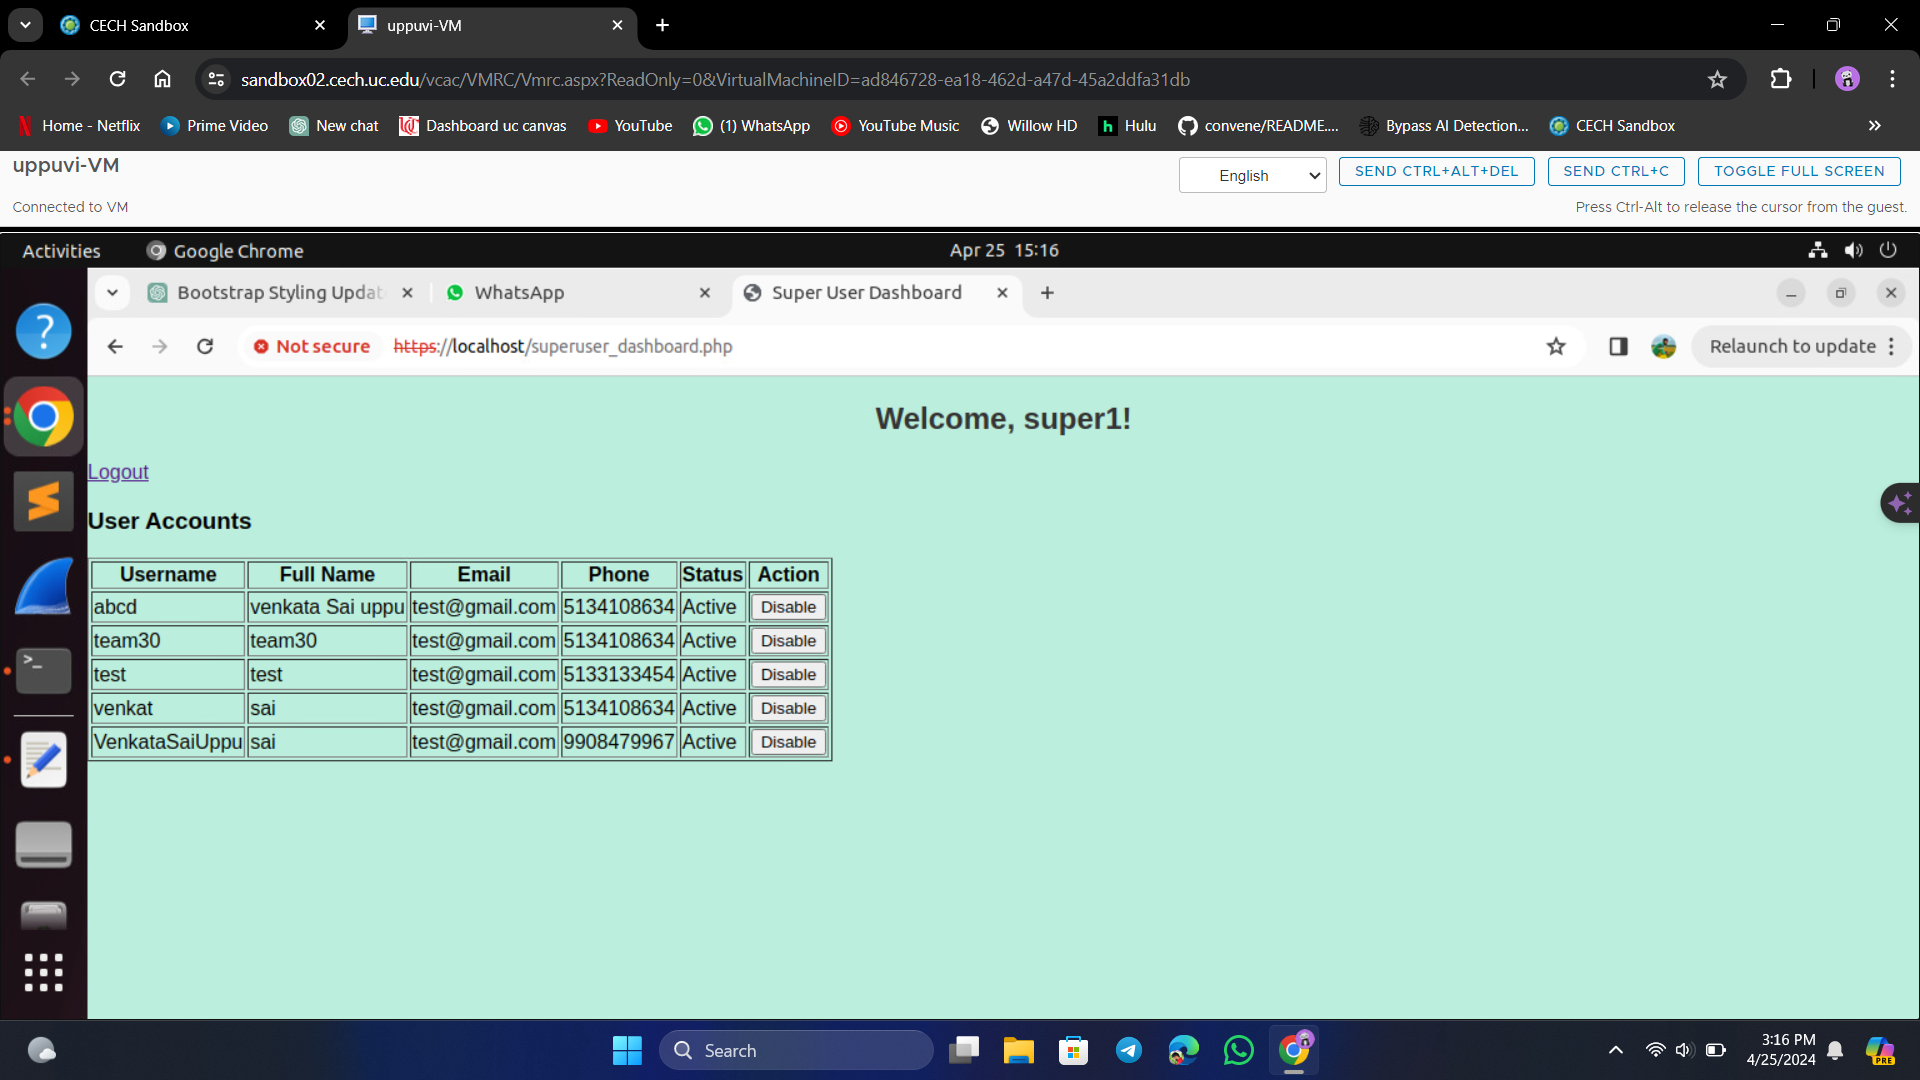 CECH Sandbox
uppuvi-VM
sandbox02.cech.uc.edu/vcac/VMRC/Vmrc.aspx?ReadOnly=0&VirtualMachineID=ad846728-ea18-462d-a47d-45a2ddfa31db
Home - Netflix Prime Video New chat Dashboard uc canvas YouTube (1) WhatsApp YouTube Music Willow HD Hulu convene/README.... Bypass AI Detection... CECH Sandbox
uppuvi-VM
English SEND CTRL+ALT+DEL SEND CTRL+C TOGGLE FULL SCREEN
Connected to VM Press Ctrl-Alt to release the cursor from the guest.
Activities Google Chrome Apr 25 15:16
Bootstrap Styling Updat WhatsApp Super User Dashboard
Not secure https://localhost/superuser_dashboard.php Relaunch to update
Welcome, super1!
Logout
User Accounts
Username Full Name Email Phone Status Action
abcd venkata Sai uppu test@gmail.com 5134108634 Active Disable
team30 team30 test@gmail.com 5134108634 Active Disable
test test test@gmail.com 5133133454 Active Disable
venkat sai test@gmail.com 5134108634 Active Disable
VenkataSaiUppu sai test@gmail.com 9908479967 Active Disable
Search
3:16 PM
4/25/2024
PRE